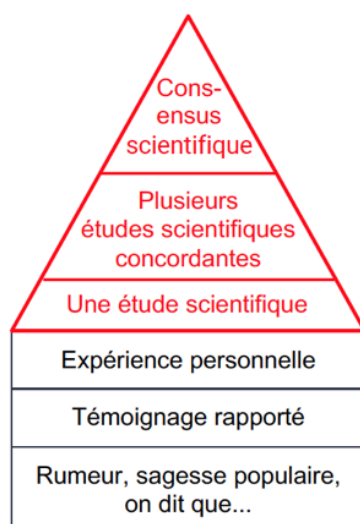 Cons-
ensus
scientifique
Plusieurs
études scientifiques
concordantes
Une étude scientifique
Expérience personnelle
Témoignage rapporté
Rumeur, sagesse populaire,
on dit que...